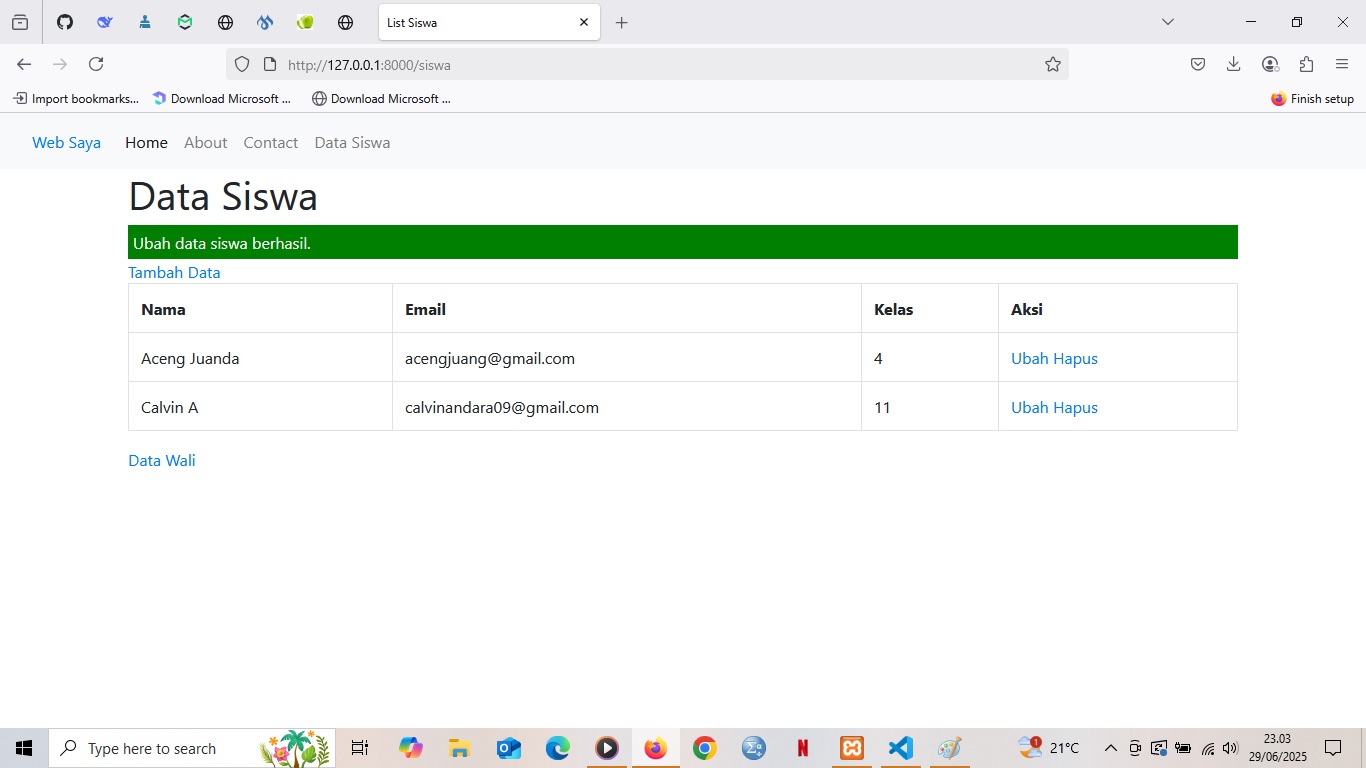 List Siswa
http://127.0.0.1:8000/siswa
Import bookmarks... Download Microsoft ... Download Microsoft ... Finish setup
Web Saya Home About Contact Data Siswa
Data Siswa
Ubah data siswa berhasil.
Tambah Data
Nama Email Kelas Aksi
Aceng Juanda acengjuang@gmail.com 4 Ubah Hapus
Calvin A calvinandara09@gmail.com 11 Ubah Hapus
Data Wali
Type here to search 1 21°C 23.03
29/06/2025